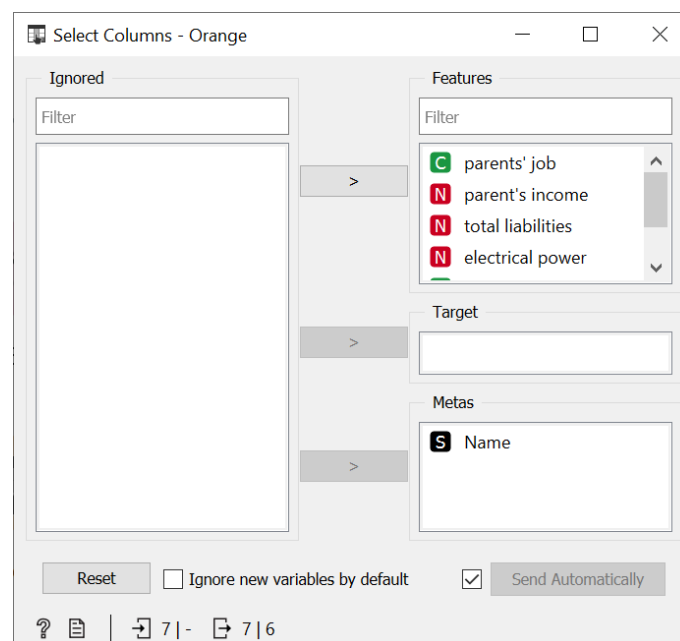 Select Columns - Orange
Ignored
Filter
>
>
>
Features
Filter
C parents' job
N parent's income
N total liabilities
N electrical power
Target
Metas
S Name
Reset
Ignore new variables by default
Send Automatically
? 7 | - 7 | 6